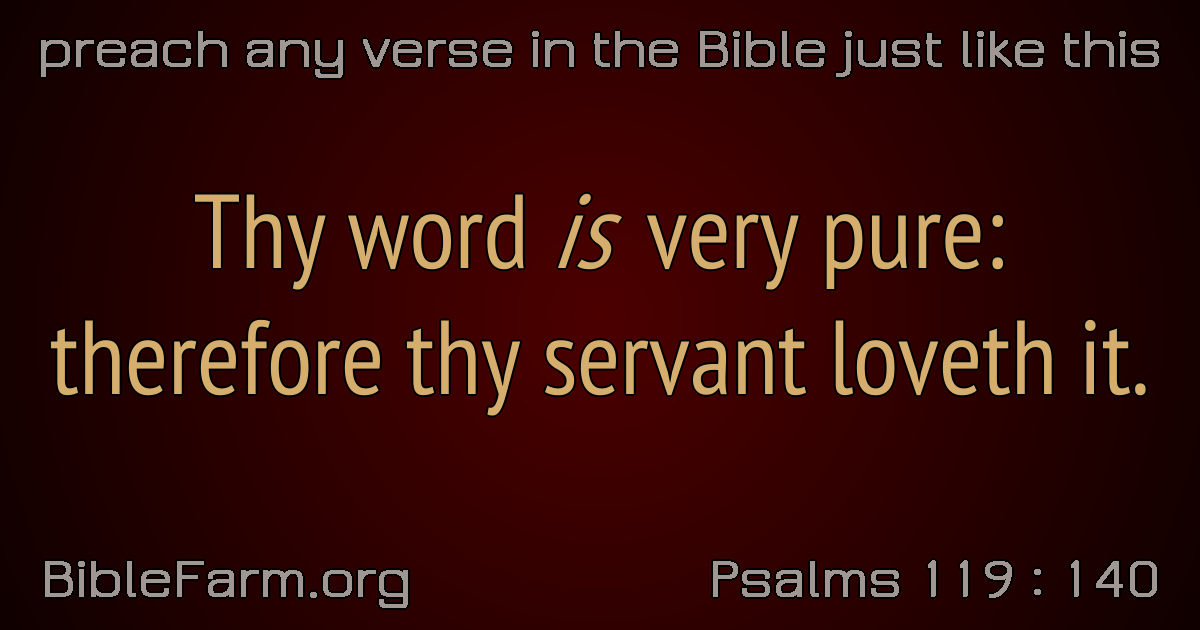 preach any verse in the Bible just like this
Thy word is very pure:
therefore thy servant loveth it.
BibleFarm.org
Psalms 119 : 140